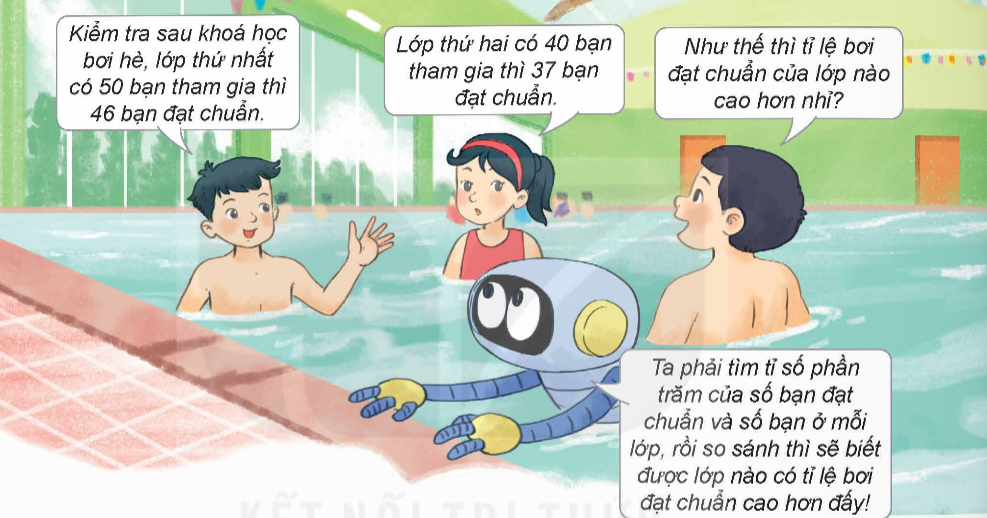 Kiểm tra sau khoá học
bơi hè, lớp thứ nhất
có 50 bạn tham gia thì
46 bạn đạt chuẩn.
Lớp thứ hai có 40 bạn
tham gia thì 37 bạn
đạt chuẩn.
Như thế thì tỉ lệ bơi
đạt chuẩn của lớp nào
cao hơn nhỉ?
Ta phải tìm tỉ số phần
trăm của số bạn đạt
chuẩn và số bạn ở mỗi
lớp, rồi so sánh thì sẽ biết
được lớp nào có tỉ lệ bơi
đạt chuẩn cao hơn đấy!
KẾT NỐI TRI THỨC